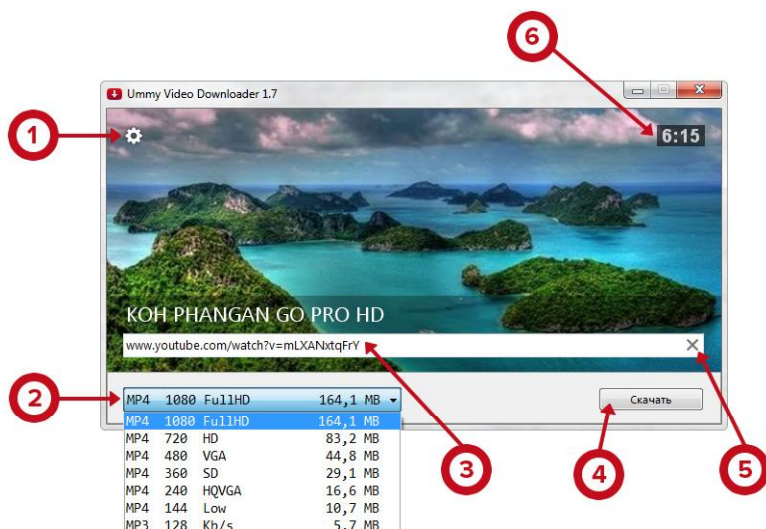 6
Ummy Video Downloader 1.7
1
6:15
KOH PHANGAN GO PRO HD
www.youtube.com/watch?v=mLXANxtqFrY
2
MP4 1080 FullHD 164,1 MB
Скачать
MP4 1080 FullHD 164,1 MB
MP4 720 HD 83,2 MB
MP4 480 VGA 44,8 MB
MP4 360 SD 29,1 MB
MP4 240 HQVGA 16,6 MB
MP4 144 Low 10,7 MB
MP3 128 Kb/s 5,7 MB
3
4
5